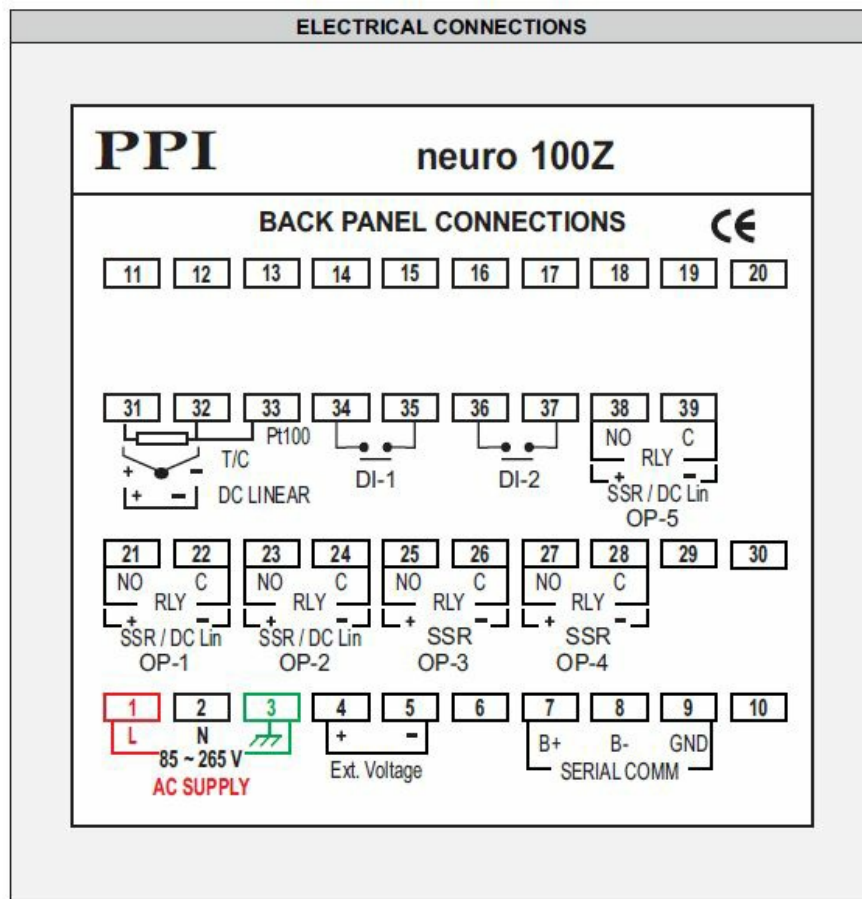 ELECTRICAL CONNECTIONS
PPI neuro 100Z
BACK PANEL CONNECTIONS CE
11 12 13 14 15 16 17 18 19 20
31 32 33 34 35 36 37 38 39
Pt100 NO C
T/C RLY
+ - DI-1 DI-2 + -
+ - DC LINEAR SSR / DC Lin
OP-5
21 22 23 24 25 26 27 28 29 30
NO C NO C NO C NO C
RLY RLY RLY RLY
+ - + - + - + -
SSR / DC Lin SSR / DC Lin SSR SSR
OP-1 OP-2 OP-3 OP-4
1 2 3 4 5 6 7 8 9 10
L N + - B+ B- GND
85 ~ 265 V Ext. Voltage SERIAL COMM
AC SUPPLY